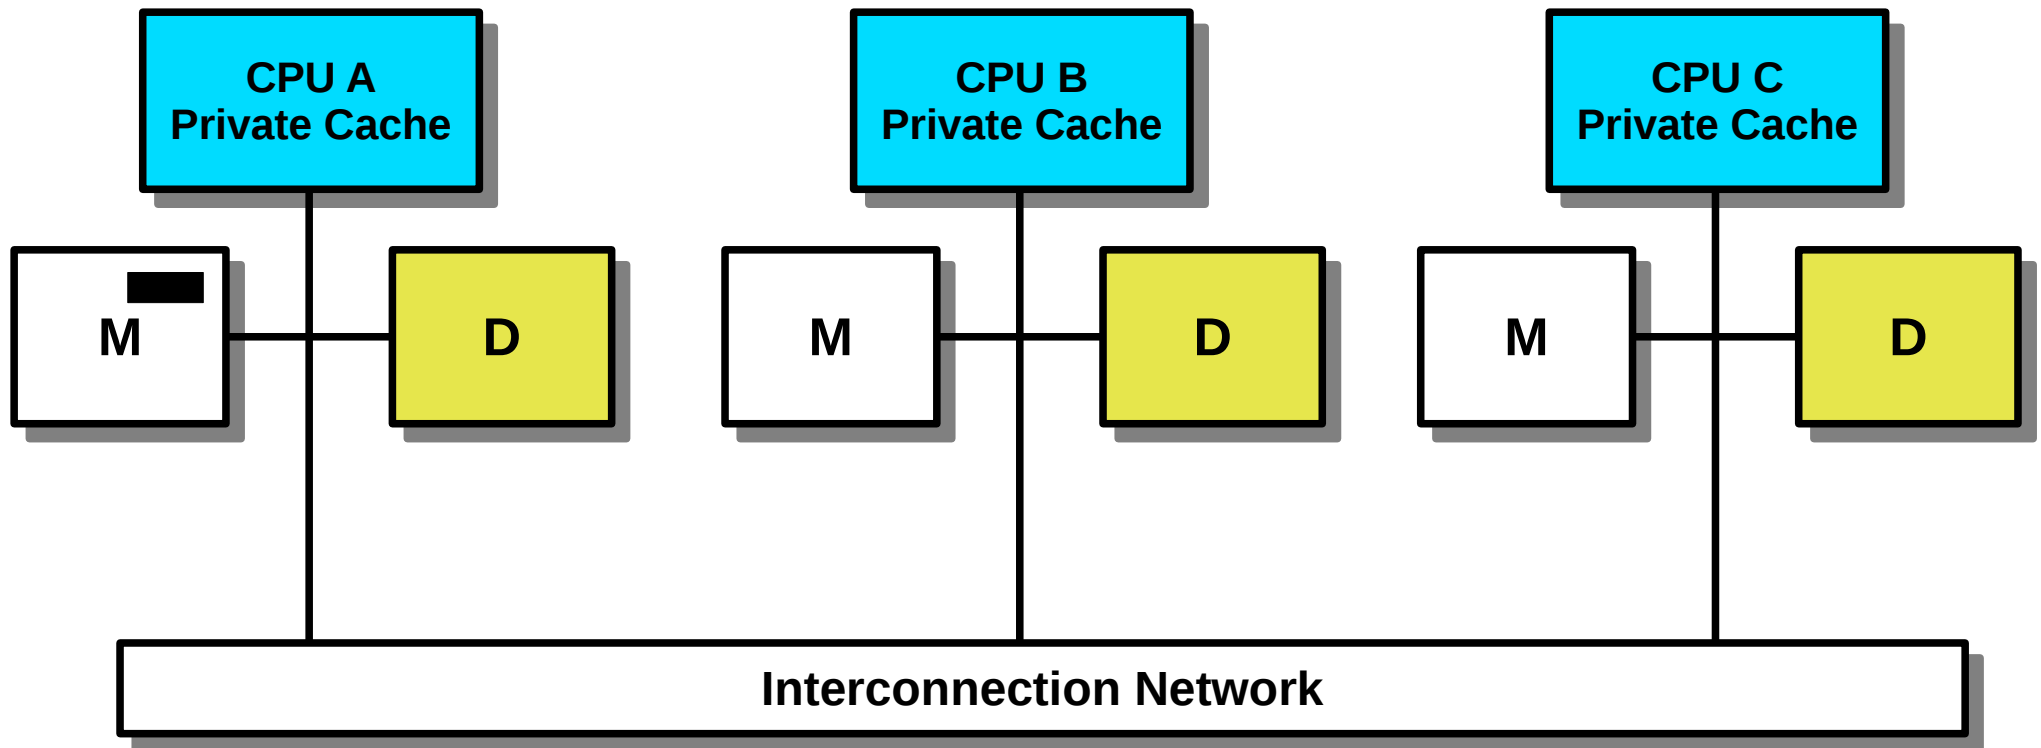 CPU A
Private Cache
CPU B
Private Cache
CPU C
Private Cache
M
D
M
D
M
D
Interconnection Network